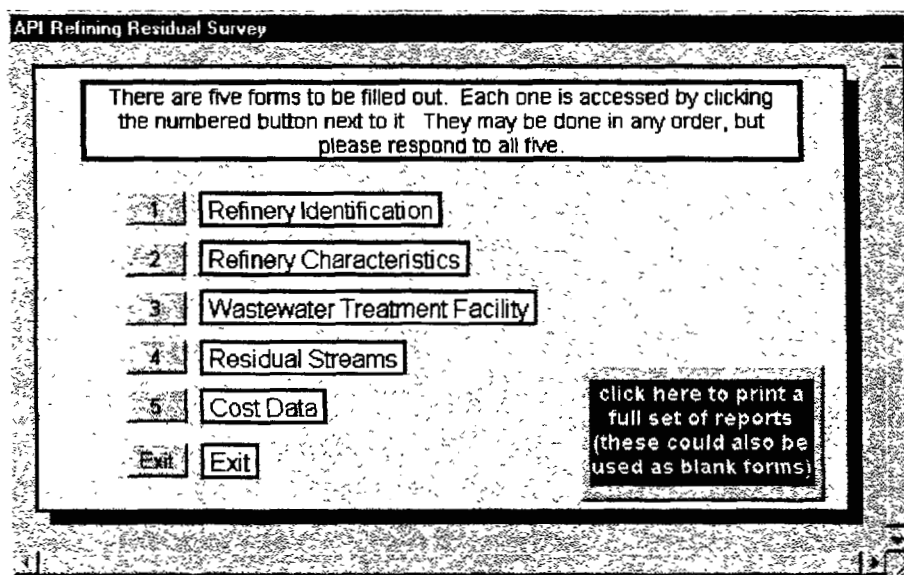 API Refining Residual Survey
There are five forms to be filled out. Each one is accessed by clicking
the numbered button next to it They may be done in any order, but
please respond to all five.
1 Refinery Identification
2 Refinery Characteristics
3 Wastewater Treatment Facility
4 Residual Streams
5 Cost Data
Exit Exit
click here to print a
full set of reports
(these could also be
used as blank forms)